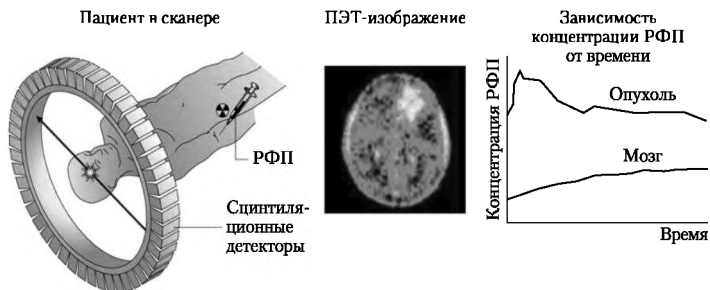 Пациент в сканере
РФП
Сцинтиля-
ционные
детекторы
ПЭТ-изображение
Зависимость
концентрации РФП
от времени
Концентрация РФП
Опухоль
Мозг
Время